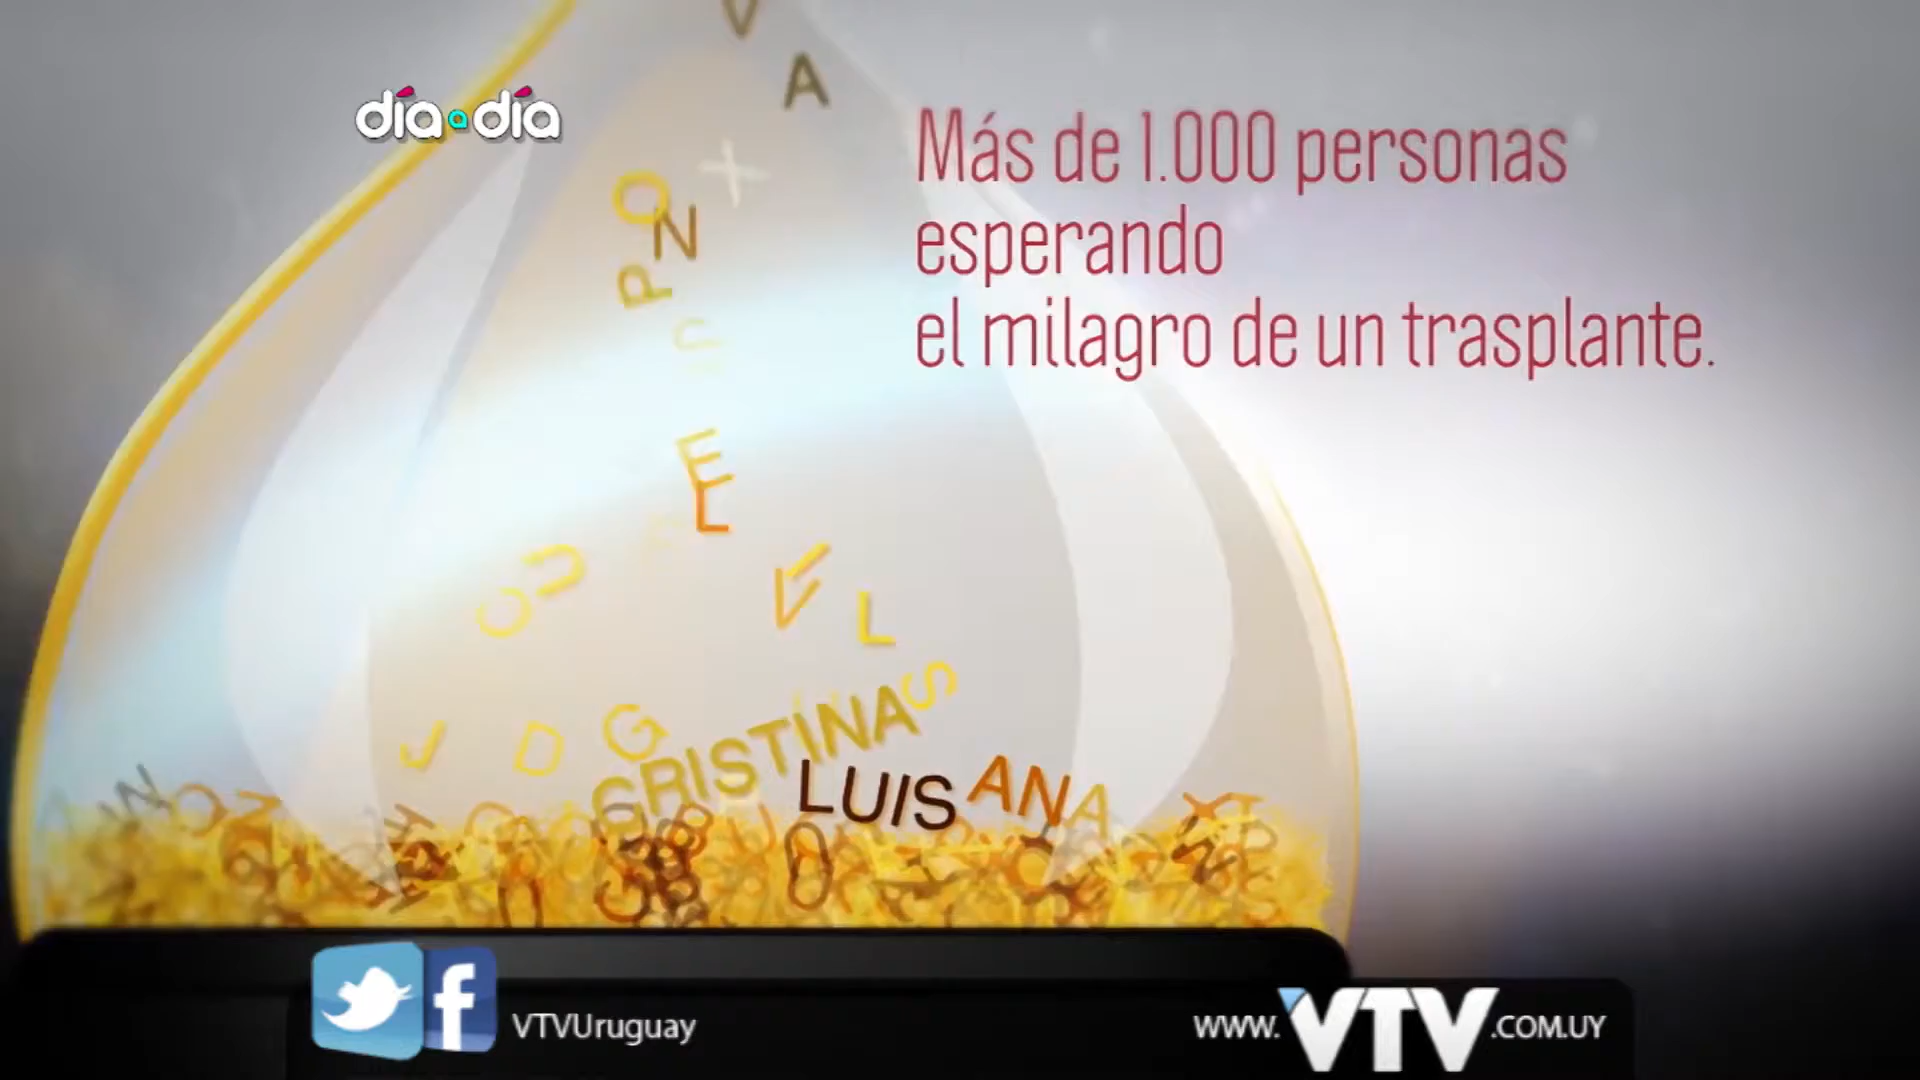 V
A
día a día
Más de 1.000 personas
esperando
el milagro de un trasplante.
X
O
N
P
S
E
L
U
C
V
L
S
J
D
G
CRISTINA
LUIS
ANA
VTVUruguay
www.VTV.COM.UY